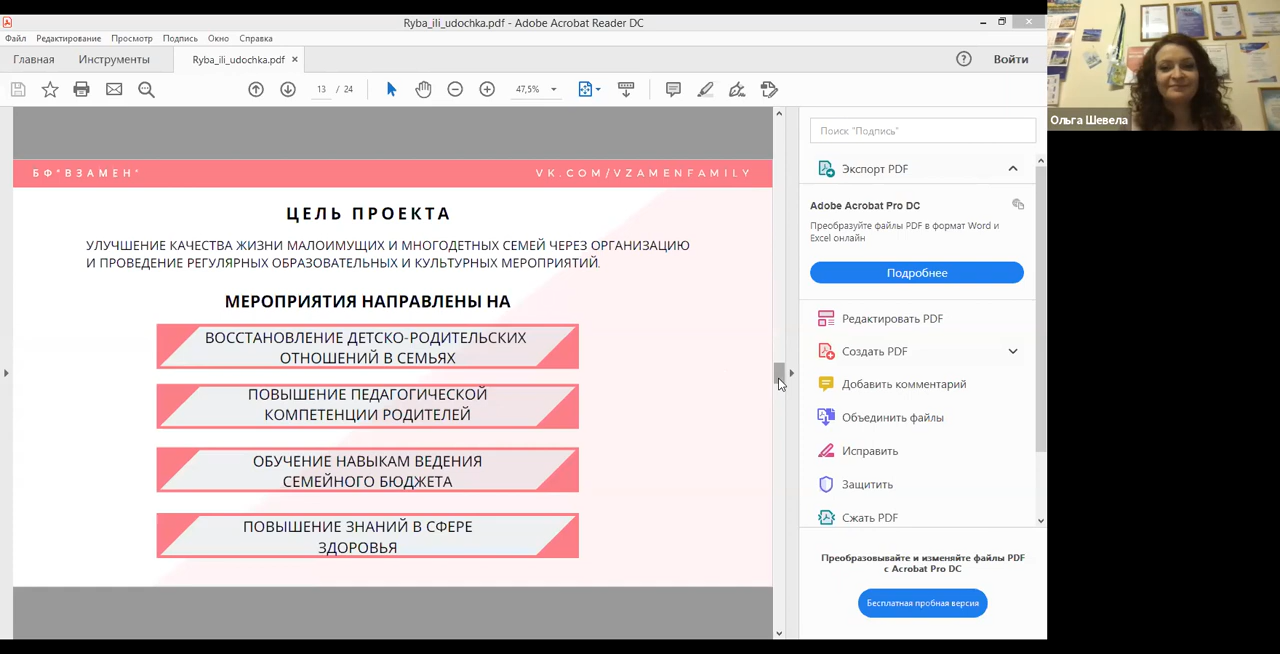 Ryba_ili_udochka.pdf - Adobe Acrobat Reader DC
Файл Редактирование Просмотр Подпись Окно Справка
Главная Инструменты Ryba_ili_udochka.pdf × Войти
13 / 24 47,5%
Поиск "Подпись"
Экспорт PDF
Adobe Acrobat Pro DC
Преобразуйте файлы PDF в формат Word и
Excel онлайн
Подробнее
Редактировать PDF
Создать PDF
Добавить комментарий
Объединить файлы
Исправить
Защитить
Сжать PDF
Преобразовывайте и изменяйте файлы PDF
с Acrobat Pro DC
Бесплатная пробная версия
БФ"ВЗАМЕН" VK.COM/VZAMENFAMILY
ЦЕЛЬ ПРОЕКТА
УЛУЧШЕНИЕ КАЧЕСТВА ЖИЗНИ МАЛОИМУЩИХ И МНОГОДЕТНЫХ СЕМЕЙ ЧЕРЕЗ ОРГАНИЗАЦИЮ
И ПРОВЕДЕНИЕ РЕГУЛЯРНЫХ ОБРАЗОВАТЕЛЬНЫХ И КУЛЬТУРНЫХ МЕРОПРИЯТИЙ.
МЕРОПРИЯТИЯ НАПРАВЛЕНЫ НА
ВОССТАНОВЛЕНИЕ ДЕТСКО-РОДИТЕЛЬСКИХ
ОТНОШЕНИЙ В СЕМЬЯХ
ПОВЫШЕНИЕ ПЕДАГОГИЧЕСКОЙ
КОМПЕТЕНЦИИ РОДИТЕЛЕЙ
ОБУЧЕНИЕ НАВЫКАМ ВЕДЕНИЯ
СЕМЕЙНОГО БЮДЖЕТА
ПОВЫШЕНИЕ ЗНАНИЙ В СФЕРЕ
ЗДОРОВЬЯ
Ольга Шевела